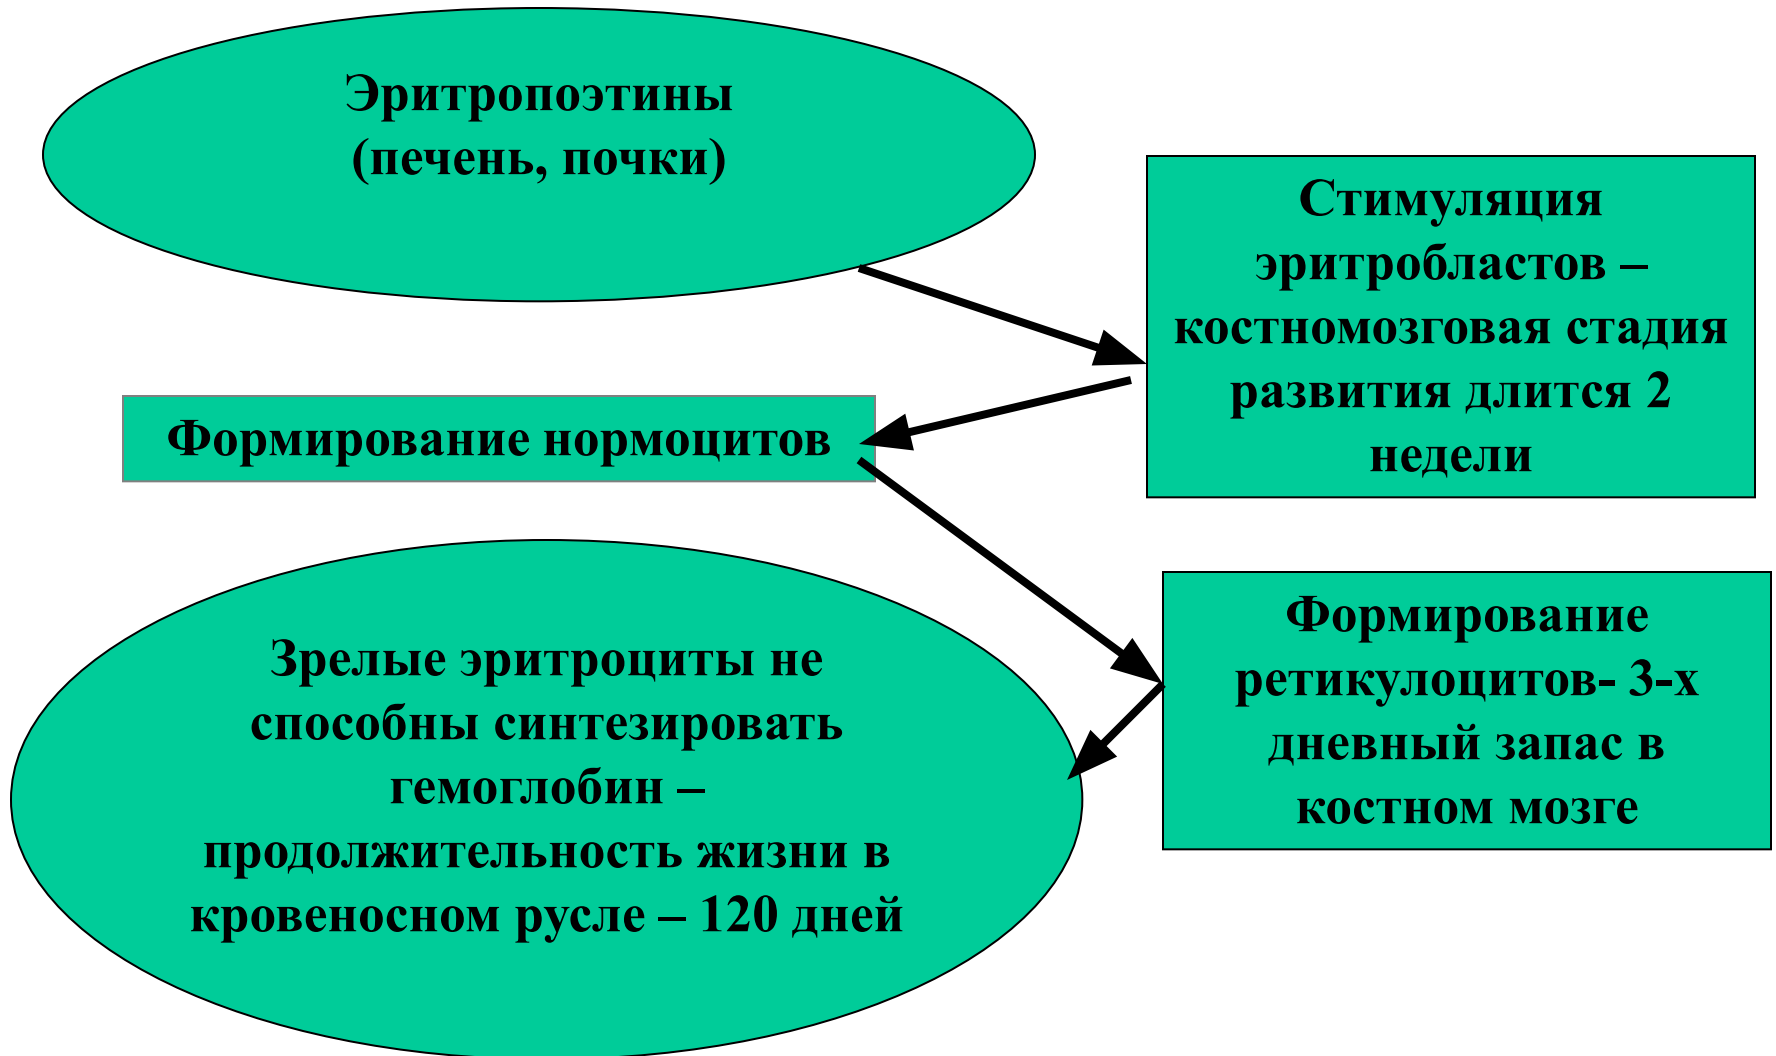 Эритропоэтины
(печень, почки)
Стимуляция
эритробластов –
костномозговая стадия
развития длится 2
недели
Формирование нормоцитов
Формирование
ретикулоцитов- 3-х
дневный запас в
костном мозге
Зрелые эритроциты не
способны синтезировать
гемоглобин –
продолжительность жизни в
кровеносном русле – 120 дней